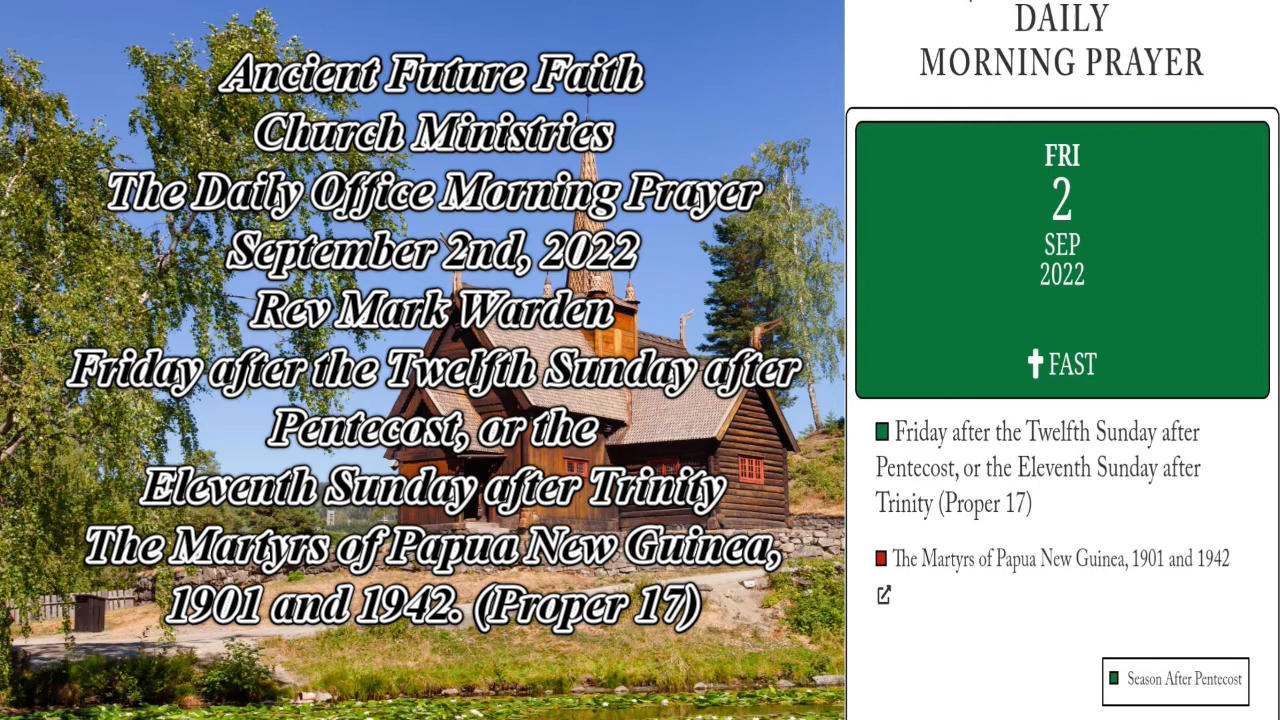 Ancient Future Faith
Church Ministries
The Daily Office Morning Prayer
September 2nd, 2022
Rev Mark Warden
Friday after the Twelfth Sunday after
Pentecost, or the
Eleventh Sunday after Trinity
The Martyrs of Papua New Guinea,
1901 and 1942. (Proper 17)
DAILY
MORNING PRAYER
FRI
2
SEP
2022
FAST
Friday after the Twelfth Sunday after
Pentecost, or the Eleventh Sunday after
Trinity (Proper 17)
The Martyrs of Papua New Guinea, 1901 and 1942
Season After Pentecost